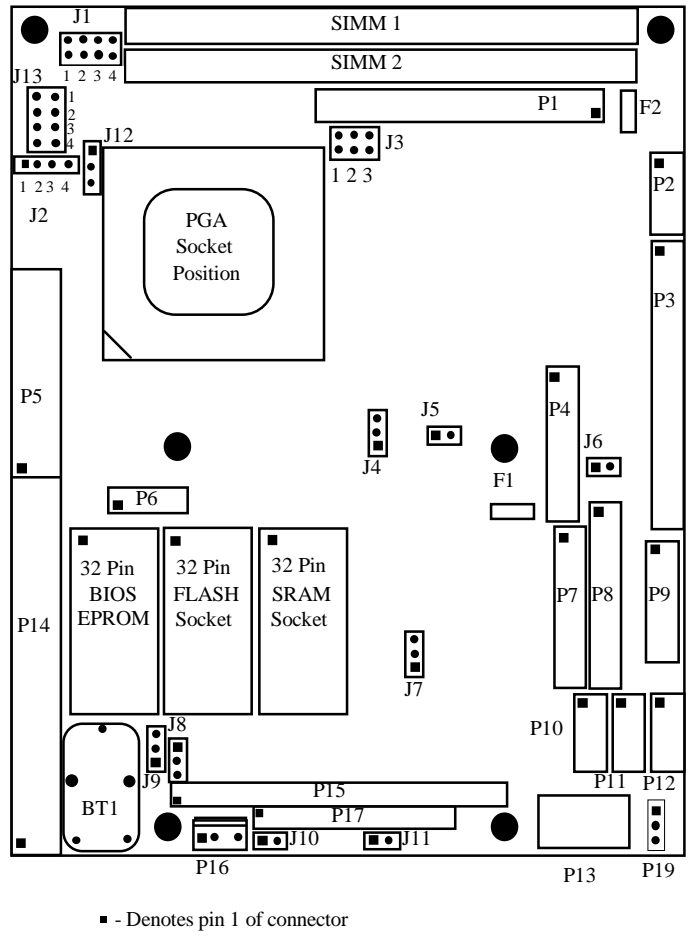 J1
SIMM 1
SIMM 2
1 2 3 4
J13
1
2
3
4
J12
P1
F2
J3
1 2 3
1 2 3 4
J2
P2
PGA
Socket
Position
P3
P5
P4
J5
J4
J6
F1
P6
32 Pin
BIOS
EPROM
32 Pin
FLASH
Socket
32 Pin
SRAM
Socket
P7
P8
P9
P14
J7
J8
J9
P10
P11
P12
BT1
P15
P17
J10
J11
P16
P13
P19
- Denotes pin 1 of connector